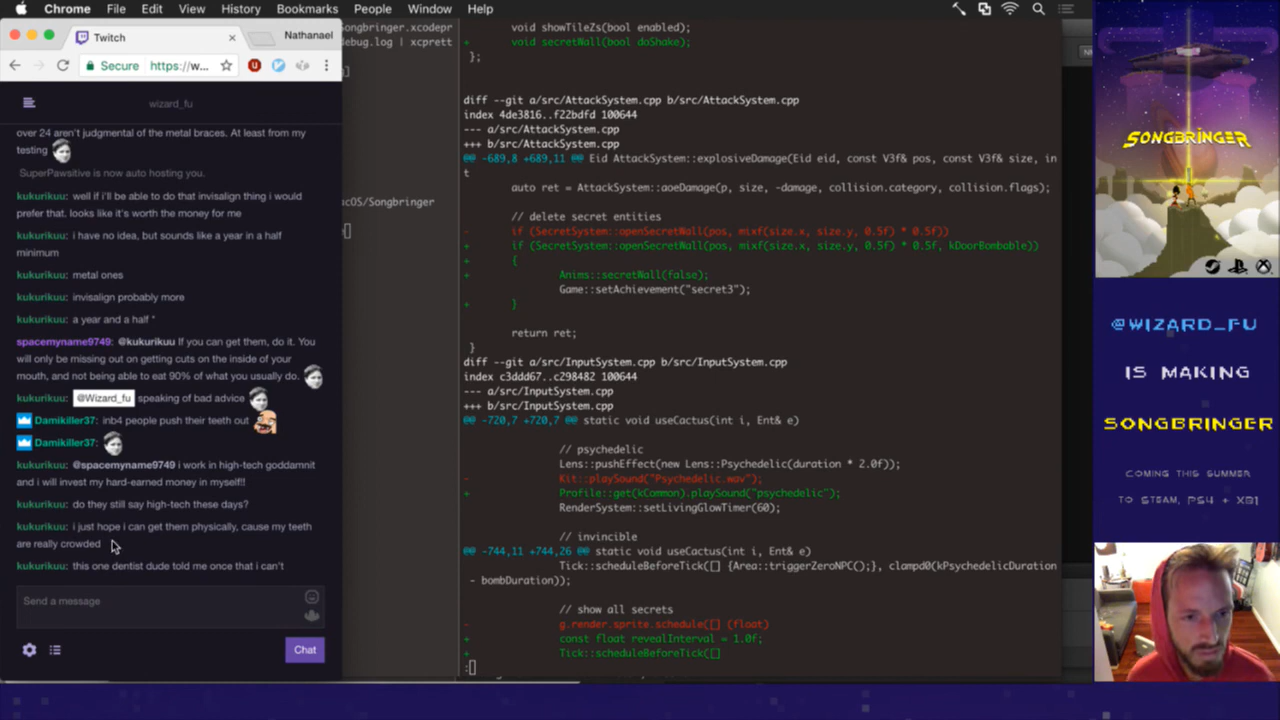 Chrome File Edit View History Bookmarks People Window Help
Twitch
Nathanael
Secure https://w...
wizard_fu
over 24 aren't judgmental of the metal braces. At least from my
testing
SuperPawsitive is now auto hosting you.
kukurikuu: well if i'll be able to do that invisalign thing i would
prefer that. looks like it's worth the money for me
kukurikuu: i have no idea, but sounds like a year in a half
minimum
kukurikuu: metal ones
kukurikuu: invisalign probably more
kukurikuu: a year and a half *
spacemyname9749: @kukurikuu If you can get them, do it. You
will only be missing out on getting cuts on the inside of your
mouth, and not being able to eat 90% of what you usually do.
kukurikuu: @Wizard_fu speaking of bad advice
Damikiller37: inb4 people push their teeth out
Damikiller37:
kukurikuu: @spacemyname9749 i work in high-tech goddamnit
and i will invest my hard-earned money in myself!!
kukurikuu: do they still say high-tech these days?
kukurikuu: i just hope i can get them physically, cause my teeth
are really crowded
kukurikuu: this one dentist dude told me once that i can't
Send a message
Chat
Songbringer.xcodepr
debug.log | xcprett
acOS/Songbringer
void showTileZs(bool enabled);
+ void secretWall(bool doShake);
};
diff --git a/src/AttackSystem.cpp b/src/AttackSystem.cpp
index 4de3816..f22bdfd 100644
--- a/src/AttackSystem.cpp
+++ b/src/AttackSystem.cpp
@@ -689,8 +689,11 @@ Eid AttackSystem::explosiveDamage(Eid eid, const V3f& pos, const V3f& size, in
t
auto ret = AttackSystem::aoeDamage(p, size, -damage, collision.category, collision.flags);
// delete secret entities
- if (SecretSystem::openSecretWall(pos, mixf(size.x, size.y, 0.5f) * 0.5f))
+ if (SecretSystem::openSecretWall(pos, mixf(size.x, size.y, 0.5f) * 0.5f, kDoorBombable))
+ {
+ Anims::secretWall(false);
Game::setAchievement("secret3");
+ }
return ret;
}
diff --git a/src/InputSystem.cpp b/src/InputSystem.cpp
index c3ddd67..c298482 100644
--- a/src/InputSystem.cpp
+++ b/src/InputSystem.cpp
@@ -720,7 +720,7 @@ static void useCactus(int i, Ent& e)
// psychedelic
Lens::pushEffect(new Lens::Psychedelic(duration * 2.0f));
- Kit::playSound("Psychedelic.wav");
+ Profile::get(kCommon).playSound("psychedelic");
RenderSystem::setLivingGlowTimer(60);
// invincible
@@ -744,11 +744,26 @@ static void useCactus(int i, Ent& e)
Tick::scheduleBeforeTick([] {Area::triggerZeroNPC();}, clampd0(kPsychedelicDuration
- bombDuration));
// show all secrets
- g.render.sprite.schedule([] (float)
+ const float revealInterval = 1.0f;
+ Tick::scheduleBeforeTick([]
:
SONGBRINGER
@WIZARD_FU
IS MAKING
SONGBRINGER
COMING THIS SUMMER
TO STEAM, PS4 + XB1